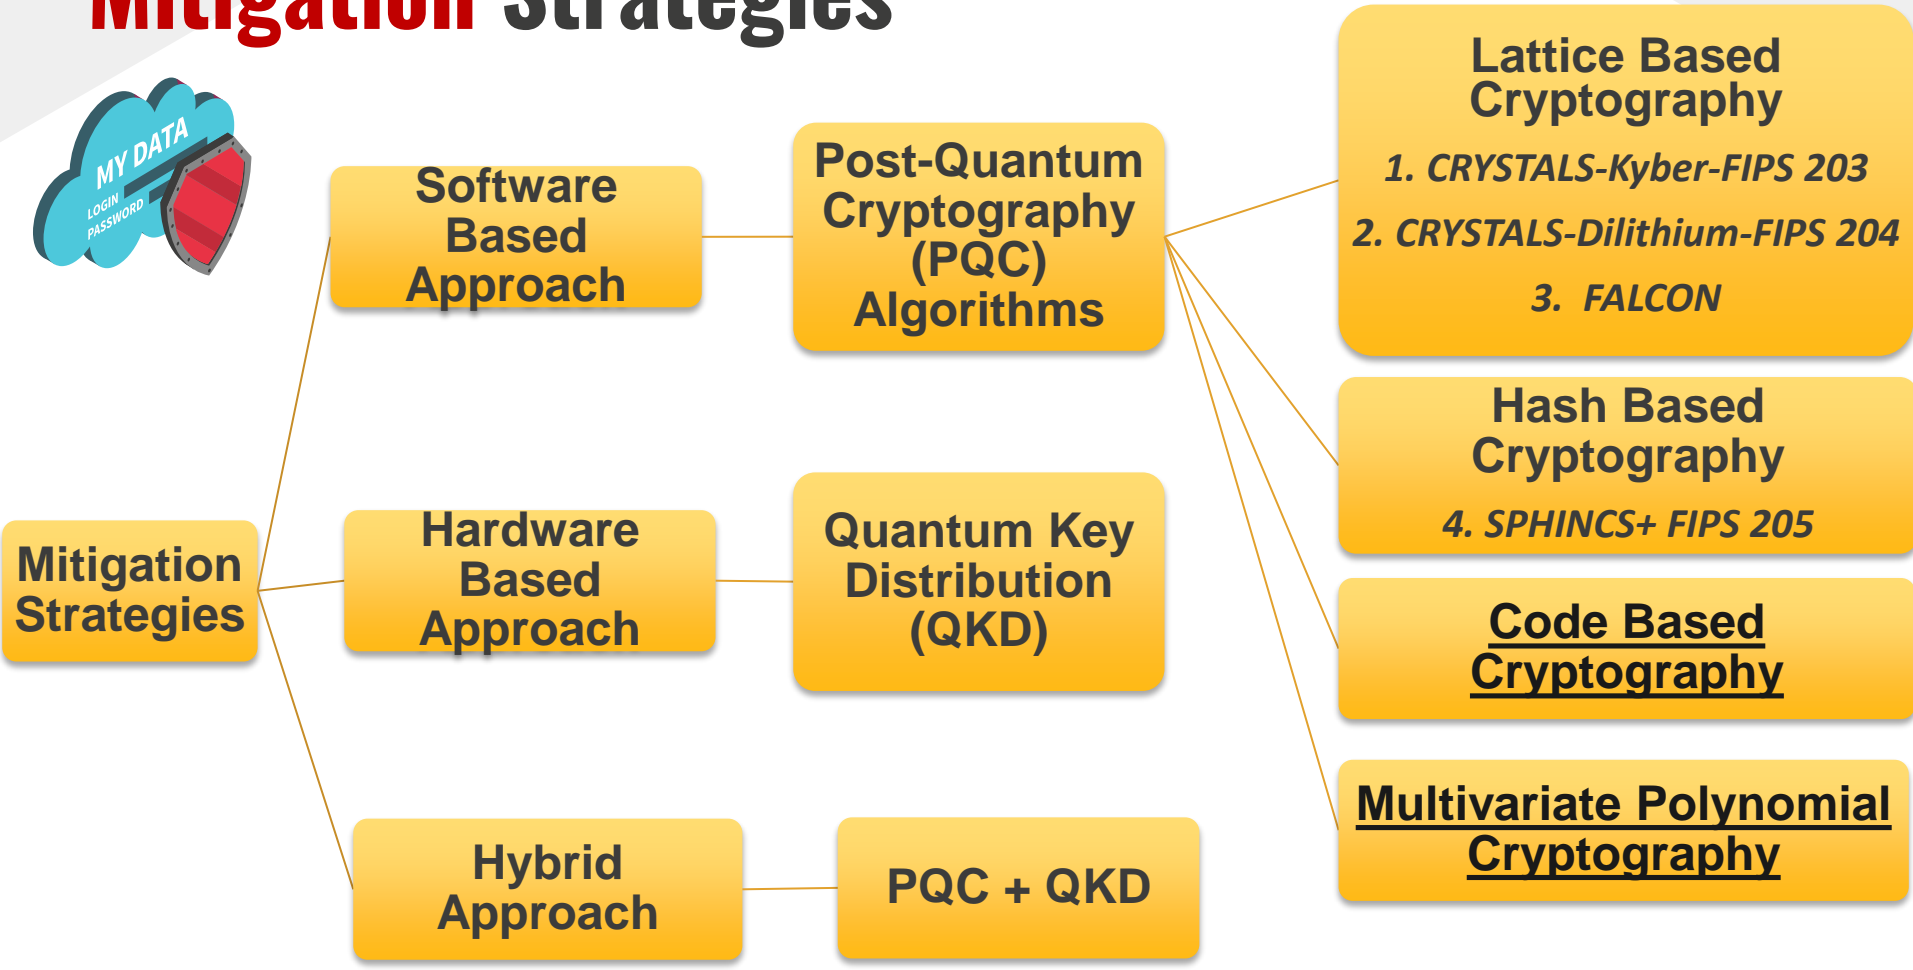 Mitigation Strategies
MY DATA
LOGIN
PASSWORD
Mitigation
Strategies
Software
Based
Approach
Post-Quantum
Cryptography
(PQC)
Algorithms
Lattice Based
Cryptography
1. CRYSTALS-Kyber-FIPS 203
2. CRYSTALS-Dilithium-FIPS 204
3. FALCON
Hash Based
Cryptography
4. SPHINCS+ FIPS 205
Code Based
Cryptography
Multivariate Polynomial
Cryptography
Hardware
Based
Approach
Quantum Key
Distribution
(QKD)
Hybrid
Approach
PQC + QKD